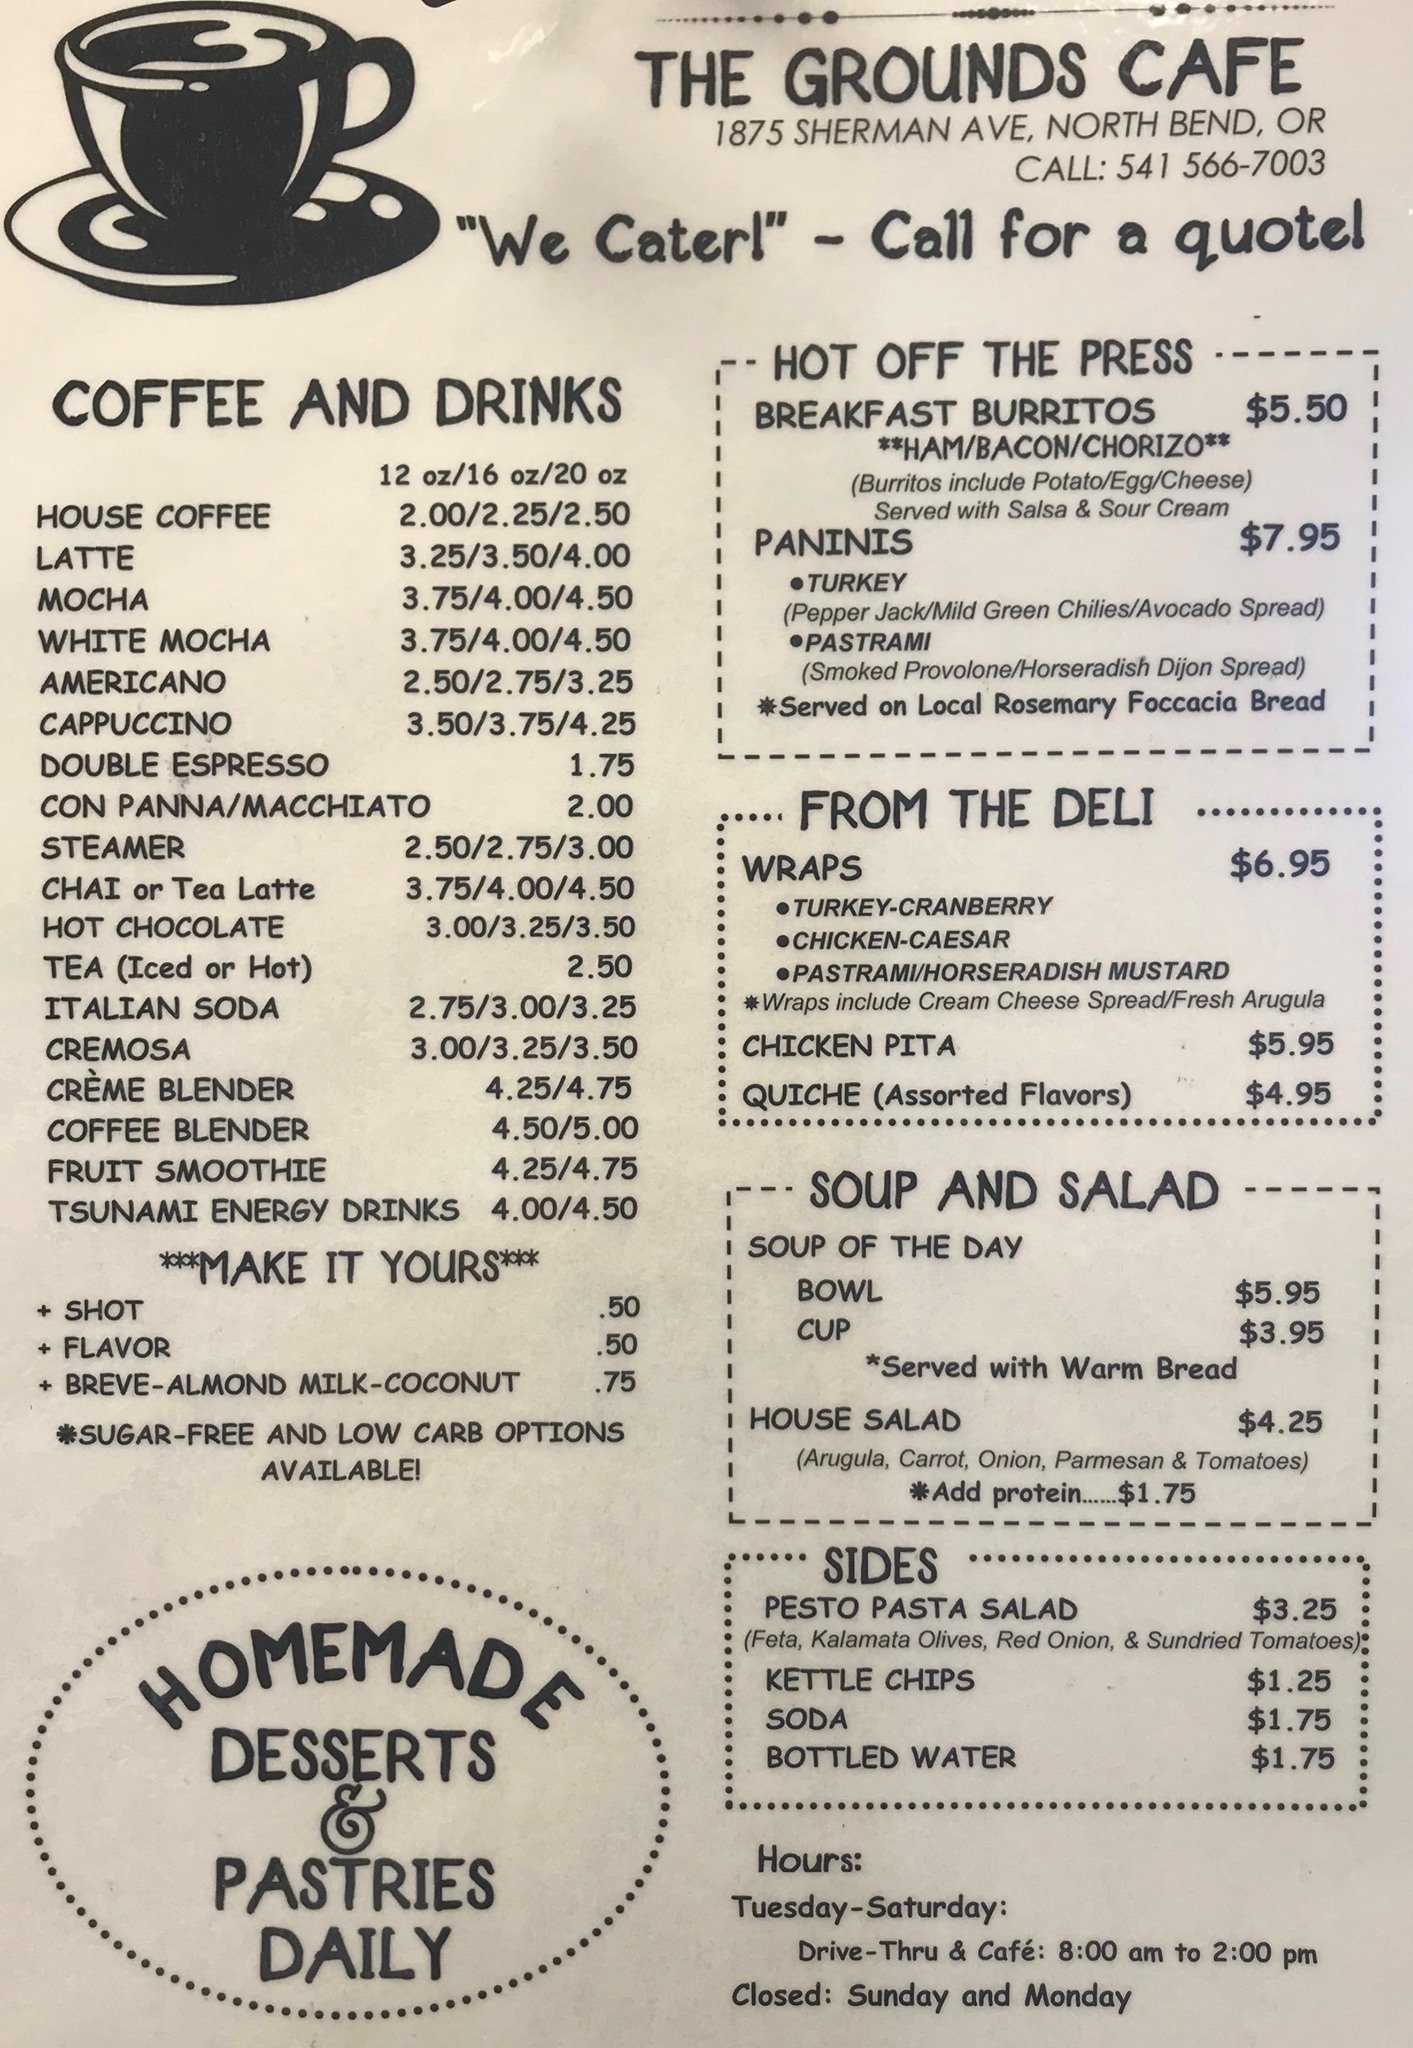 THE GROUNDS CAFE
1875 SHERMAN AVE, NORTH BEND, OR
CALL: 541 566-7003
"We Cater!" - Call for a quote!
COFFEE AND DRINKS
12 oz/16 oz/20 oz
HOUSE COFFEE 2.00/2.25/2.50
LATTE 3.25/3.50/4.00
MOCHA 3.75/4.00/4.50
WHITE MOCHA 3.75/4.00/4.50
AMERICANO 2.50/2.75/3.25
CAPPUCCINO 3.50/3.75/4.25
DOUBLE ESPRESSO 1.75
CON PANNA/MACCHIATO 2.00
STEAMER 2.50/2.75/3.00
CHAI or Tea Latte 3.75/4.00/4.50
HOT CHOCOLATE 3.00/3.25/3.50
TEA (Iced or Hot) 2.50
ITALIAN SODA 2.75/3.00/3.25
CREMOSA 3.00/3.25/3.50
CRÈME BLENDER 4.25/4.75
COFFEE BLENDER 4.50/5.00
FRUIT SMOOTHIE 4.25/4.75
TSUNAMI ENERGY DRINKS 4.00/4.50
***MAKE IT YOURS***
+ SHOT .50
+ FLAVOR .50
+ BREVE-ALMOND MILK-COCONUT .75
*SUGAR-FREE AND LOW CARB OPTIONS
AVAILABLE!
HOMEMADE
DESSERTS
&
PASTRIES
DAILY
HOT OFF THE PRESS
BREAKFAST BURRITOS $5.50
**HAM/BACON/CHORIZO**
(Burritos include Potato/Egg/Cheese)
Served with Salsa & Sour Cream
PANINIS $7.95
•TURKEY
(Pepper Jack/Mild Green Chilies/Avocado Spread)
•PASTRAMI
(Smoked Provolone/Horseradish Dijon Spread)
*Served on Local Rosemary Foccacia Bread
FROM THE DELI
WRAPS $6.95
•TURKEY-CRANBERRY
•CHICKEN-CAESAR
•PASTRAMI/HORSERADISH MUSTARD
*Wraps include Cream Cheese Spread/Fresh Arugula
CHICKEN PITA $5.95
QUICHE (Assorted Flavors) $4.95
SOUP AND SALAD
SOUP OF THE DAY
BOWL $5.95
CUP $3.95
*Served with Warm Bread
HOUSE SALAD $4.25
(Arugula, Carrot, Onion, Parmesan & Tomatoes)
*Add protein......$1.75
SIDES
PESTO PASTA SALAD $3.25
(Feta, Kalamata Olives, Red Onion, & Sundried Tomatoes)
KETTLE CHIPS $1.25
SODA $1.75
BOTTLED WATER $1.75
Hours:
Tuesday-Saturday:
Drive-Thru & Café: 8:00 am to 2:00 pm
Closed: Sunday and Monday